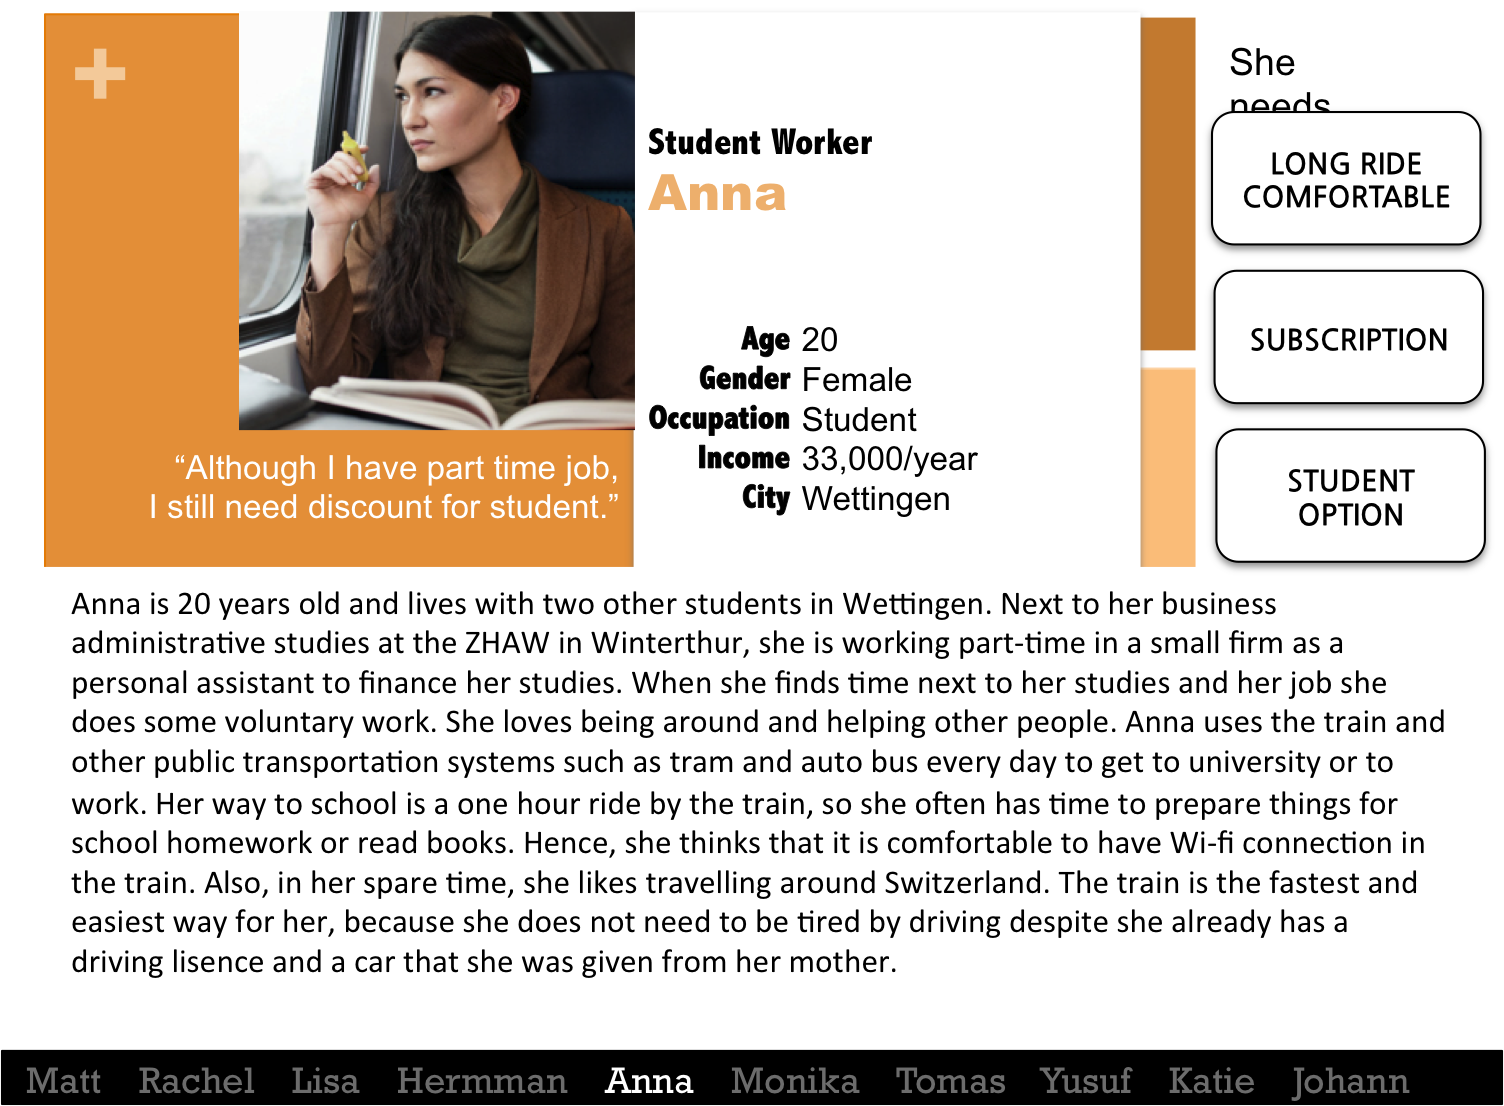 She
needs
LONG RIDE
COMFORTABLE
SUBSCRIPTION
STUDENT
OPTION
Student Worker
Anna
Age 20
Gender Female
Occupation Student
Income 33,000/year
City Wettingen
“Although I have part time job,
I still need discount for student.”
Anna is 20 years old and lives with two other students in Wettingen. Next to her business
administrative studies at the ZHAW in Winterthur, she is working part-time in a small firm as a
personal assistant to finance her studies. When she finds time next to her studies and her job she
does some voluntary work. She loves being around and helping other people. Anna uses the train and
other public transportation systems such as tram and auto bus every day to get to university or to
work. Her way to school is a one hour ride by the train, so she often has time to prepare things for
school homework or read books. Hence, she thinks that it is comfortable to have Wi-fi connection in
the train. Also, in her spare time, she likes travelling around Switzerland. The train is the fastest and
easiest way for her, because she does not need to be tired by driving despite she already has a
driving lisence and a car that she was given from her mother.
Matt Rachel Lisa Hermman Anna Monika Tomas Yusuf Katie Johann